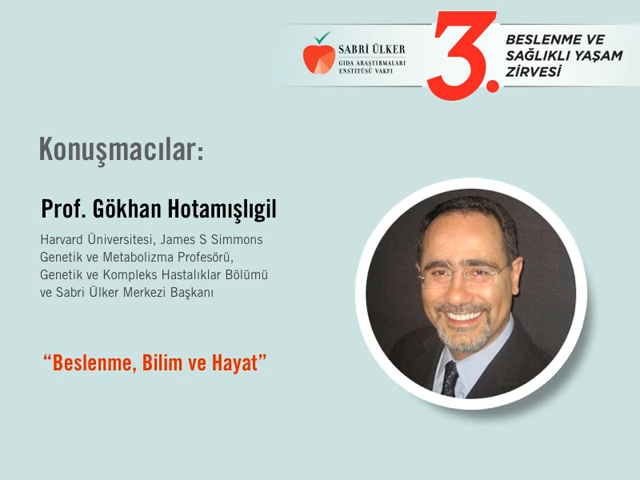 SABRİ ÜLKER
GIDA ARAŞTIRMALARI
ENSTİTÜSÜ VAKFI
3.
BESLENME VE
SAĞLIKLI YAŞAM
ZİRVESİ
Konuşmacılar:
Prof. Gökhan Hotamışlıgil
Harvard Üniversitesi, James S Simmons
Genetik ve Metabolizma Profesörü,
Genetik ve Kompleks Hastalıklar Bölümü
ve Sabri Ülker Merkezi Başkanı
“Beslenme, Bilim ve Hayat”